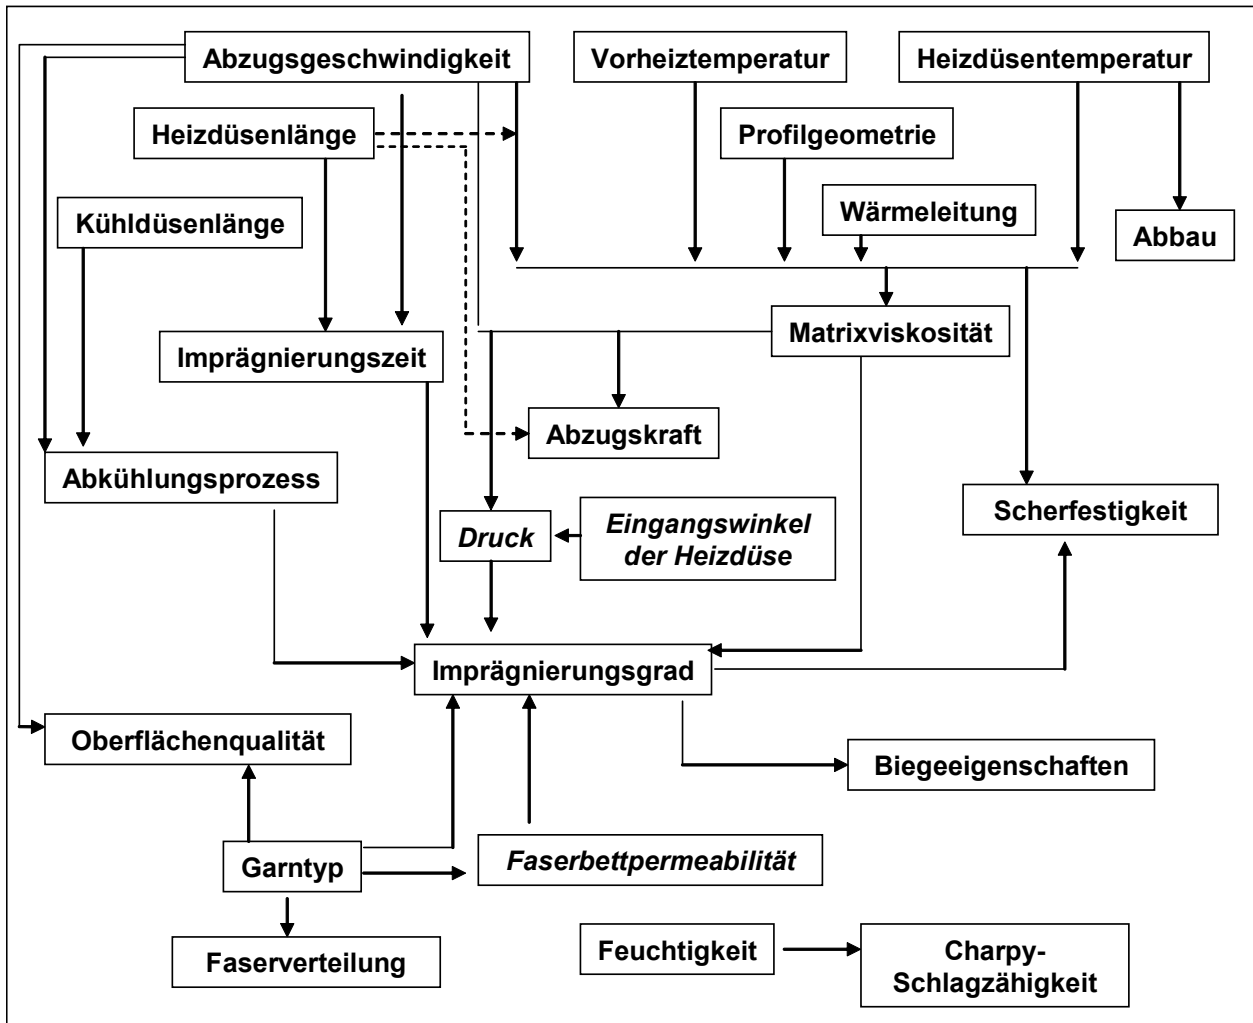 Abzugsgeschwindigkeit
Vorheiztemperatur
Heizdüsentemperatur
Heizdüsenlänge
Profilgeometrie
Kühldüsenlänge
Wärmeleitung
Abbau
Imprägnierungszeit
Matrixviskosität
Abzugskraft
Abkühlungsprozess
Scherfestigkeit
Druck
Eingangswinkel
der Heizdüse
Imprägnierungsgrad
Oberflächenqualität
Biegeeigenschaften
Garntyp
Faserbettpermeabilität
Faserverteilung
Feuchtigkeit
Charpy-
Schlagzähigkeit